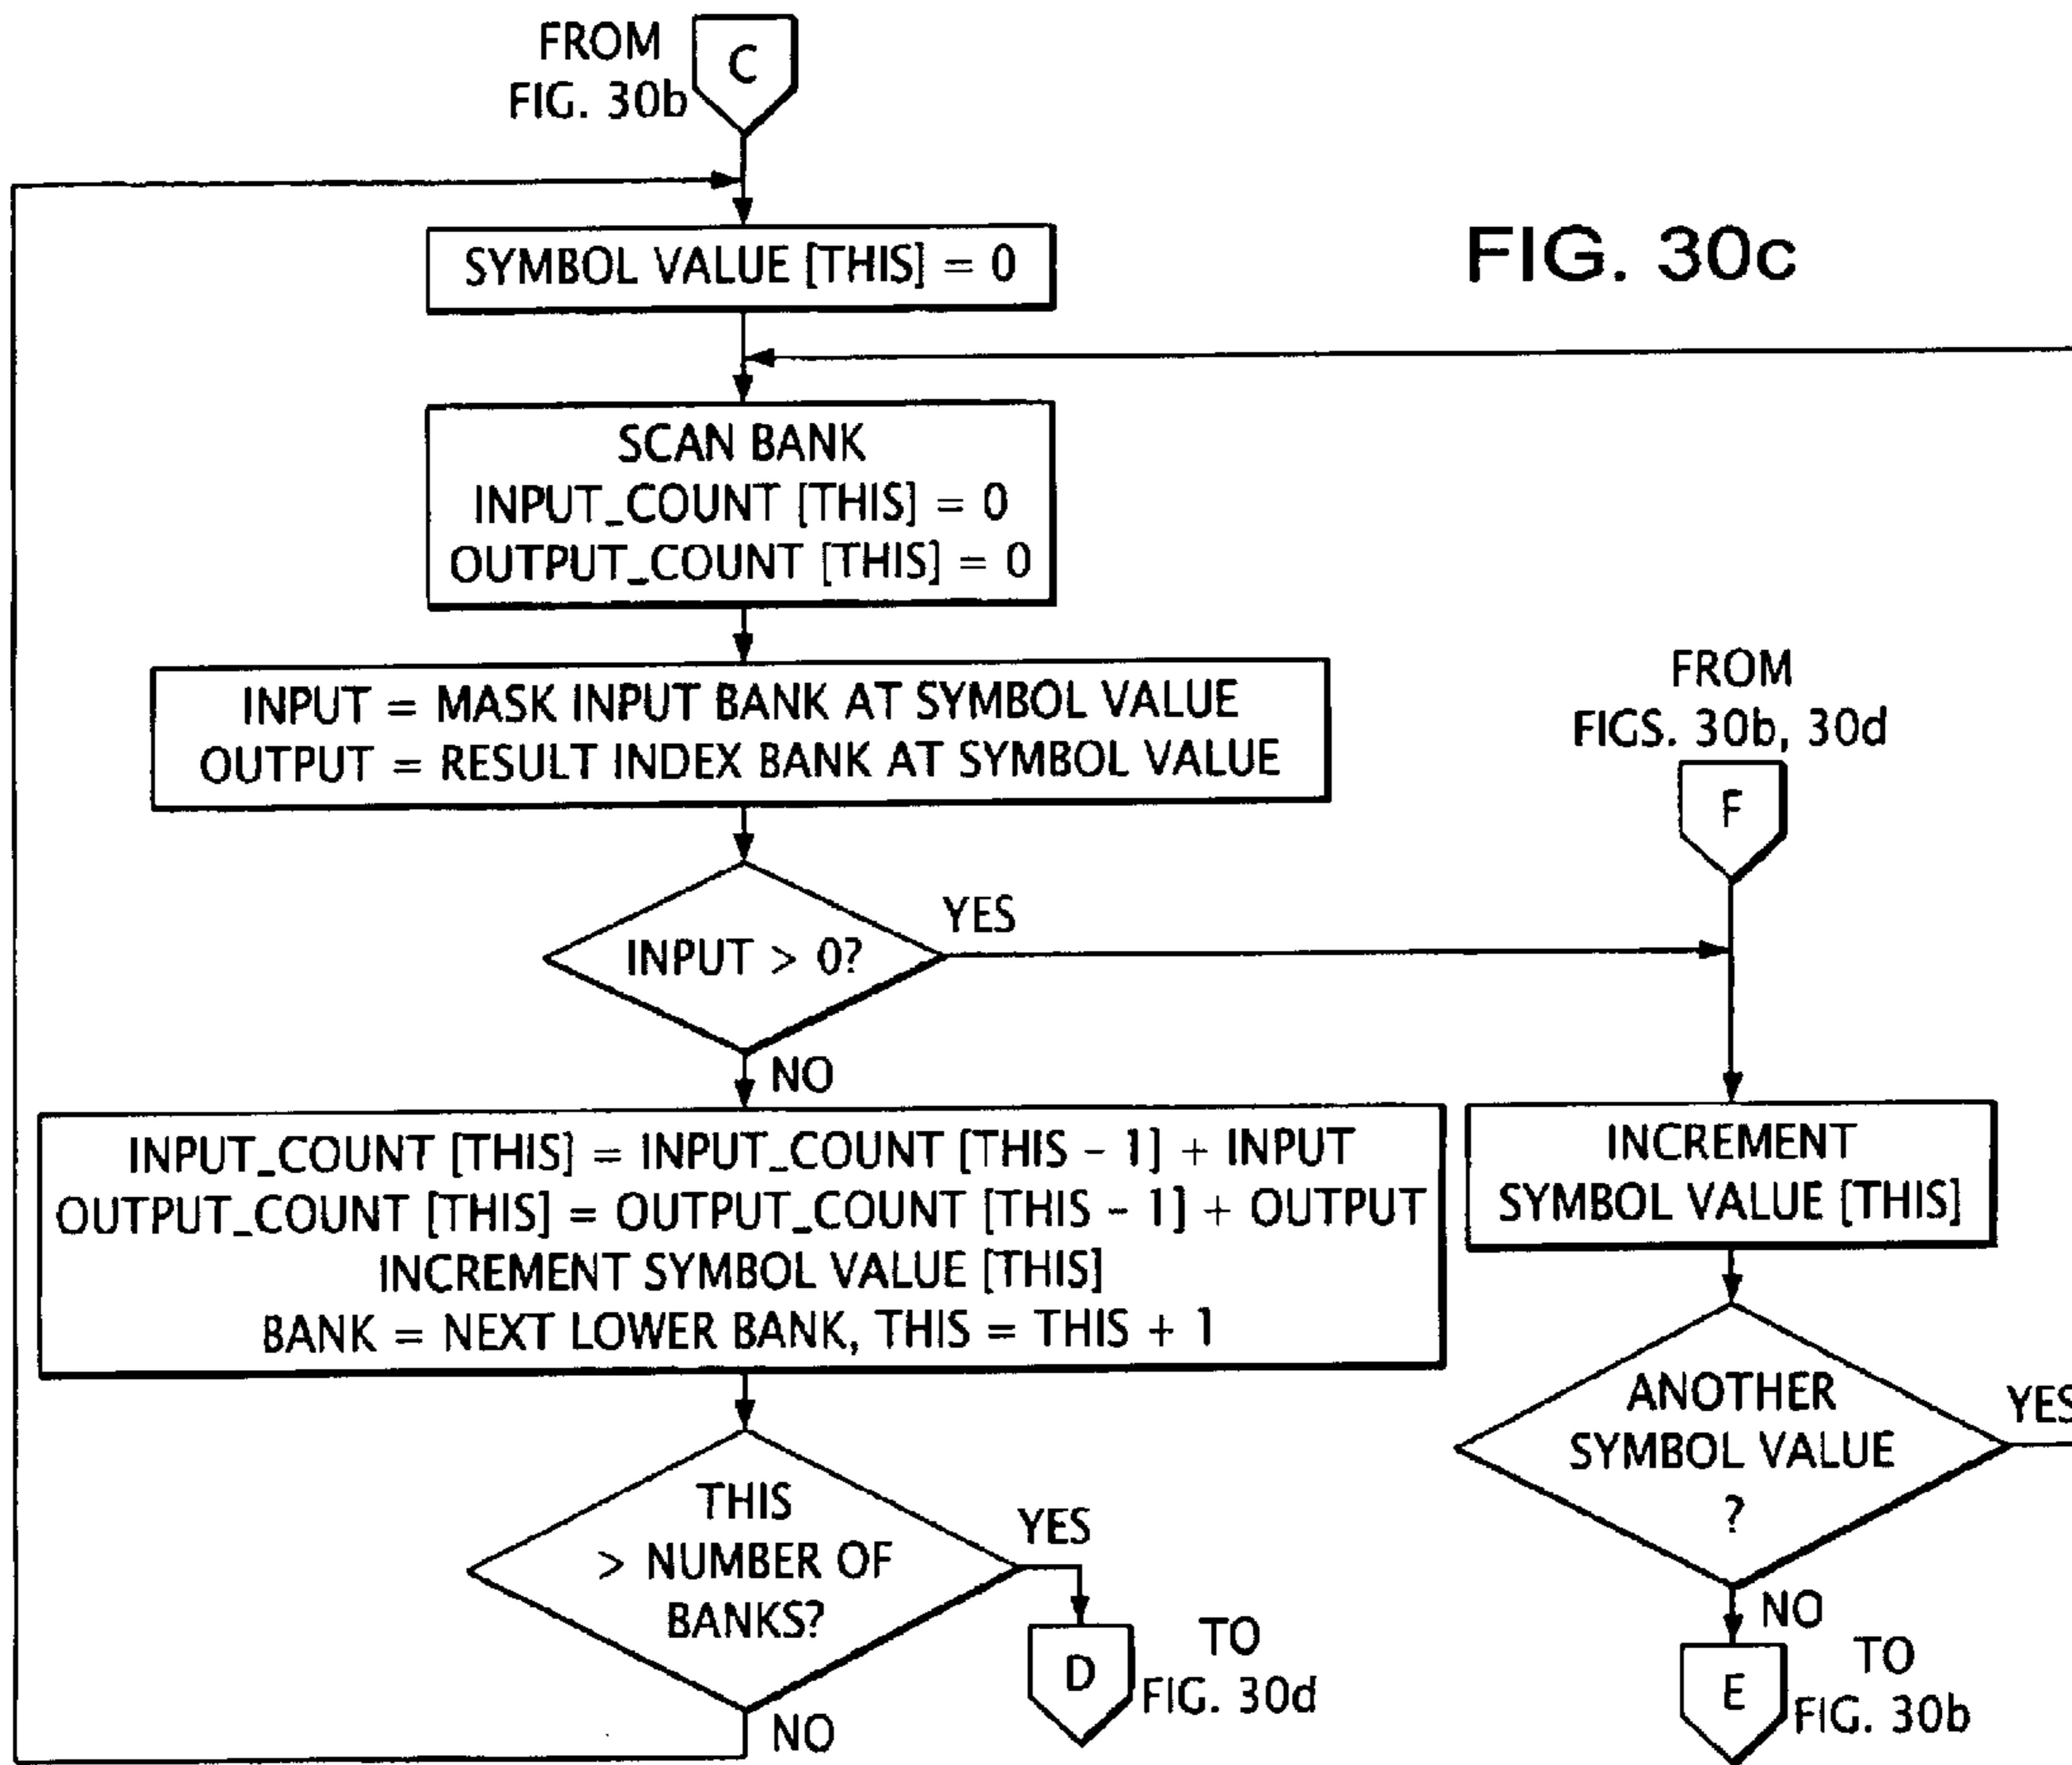 FROM
FIG. 30b
C
FIG. 30c
SYMBOL VALUE [THIS] = 0
SCAN BANK
INPUT_COUNT [THIS] = 0
OUTPUT_COUNT [THIS] = 0
INPUT = MASK INPUT BANK AT SYMBOL VALUE
OUTPUT = RESULT INDEX BANK AT SYMBOL VALUE
FROM
FIGS. 30b, 30d
F
INPUT > 0?
YES
NO
INPUT_COUNT [THIS] = INPUT_COUNT [THIS - 1] + INPUT
OUTPUT_COUNT [THIS] = OUTPUT_COUNT [THIS - 1] + OUTPUT
INCREMENT SYMBOL VALUE [THIS]
BANK = NEXT LOWER BANK, THIS = THIS + 1
INCREMENT
SYMBOL VALUE [THIS]
ANOTHER
SYMBOL VALUE
?
YES
NO
E
TO
FIG. 30b
THIS
> NUMBER OF
BANKS?
YES
D
TO
FIG. 30d
NO